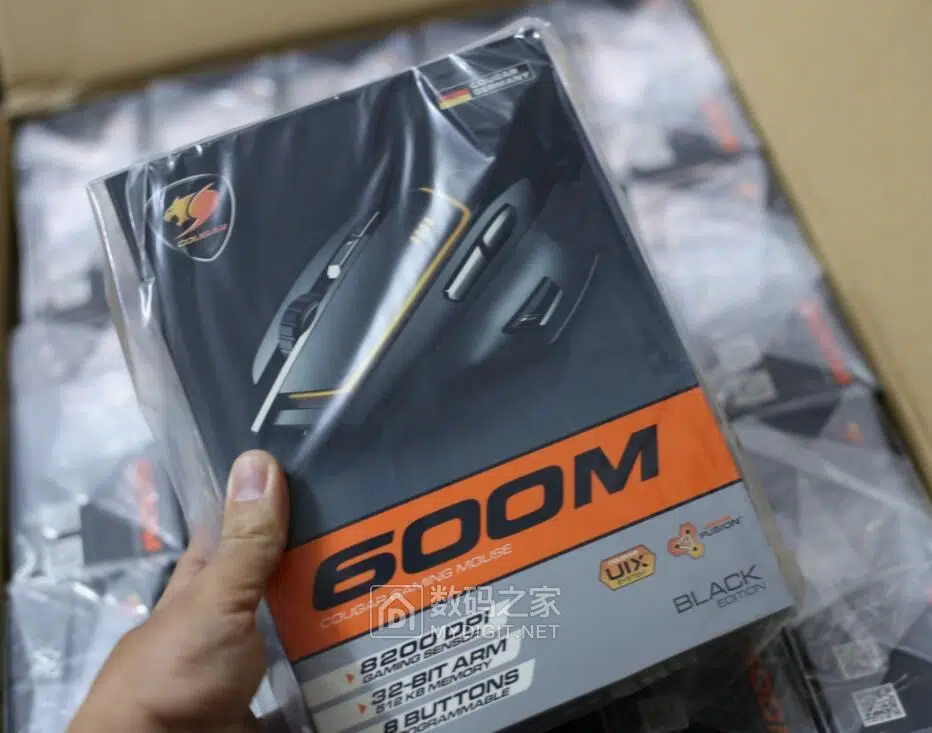 COUGAR
GERMANY
COUGAR
600M
COUGAR GAMING MOUSE
UIX
SYSTEM
FUSION
BLACK
EDITION
8200 DPI
GAMING SENSOR
32-BIT ARM
512 KB MEMORY
8 BUTTONS
PROGRAMMABLE
数码之家
MYDIGIT.NET